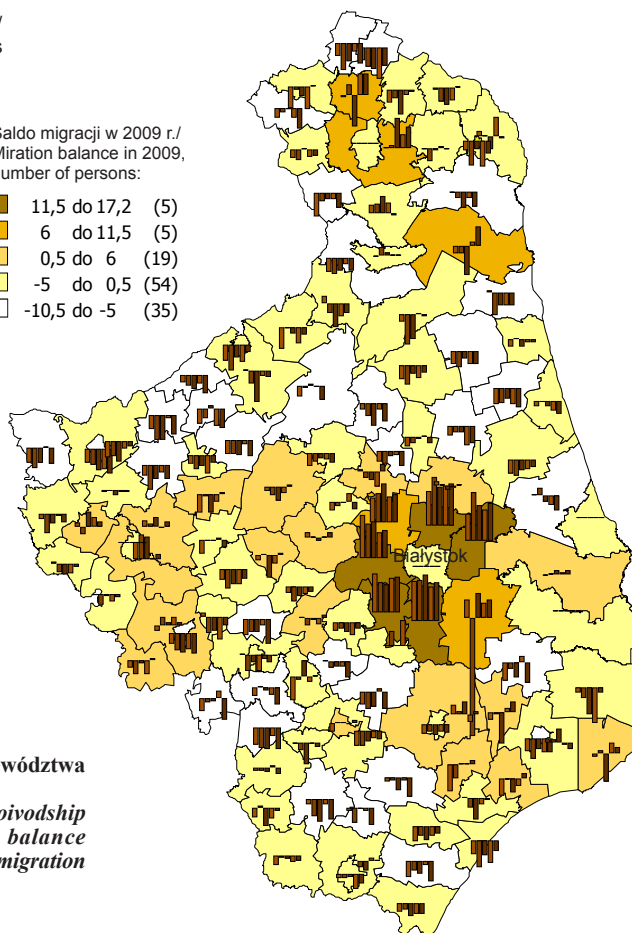 /
s
Saldo migracji w 2009 r./
Miration balance in 2009,
number of persons:
11,5 do 17,2 (5)
6 do 11,5 (5)
0,5 do 6 (19)
-5 do 0,5 (54)
-10,5 do -5 (35)
Białystok
wództwa
oivodship
balance
migration